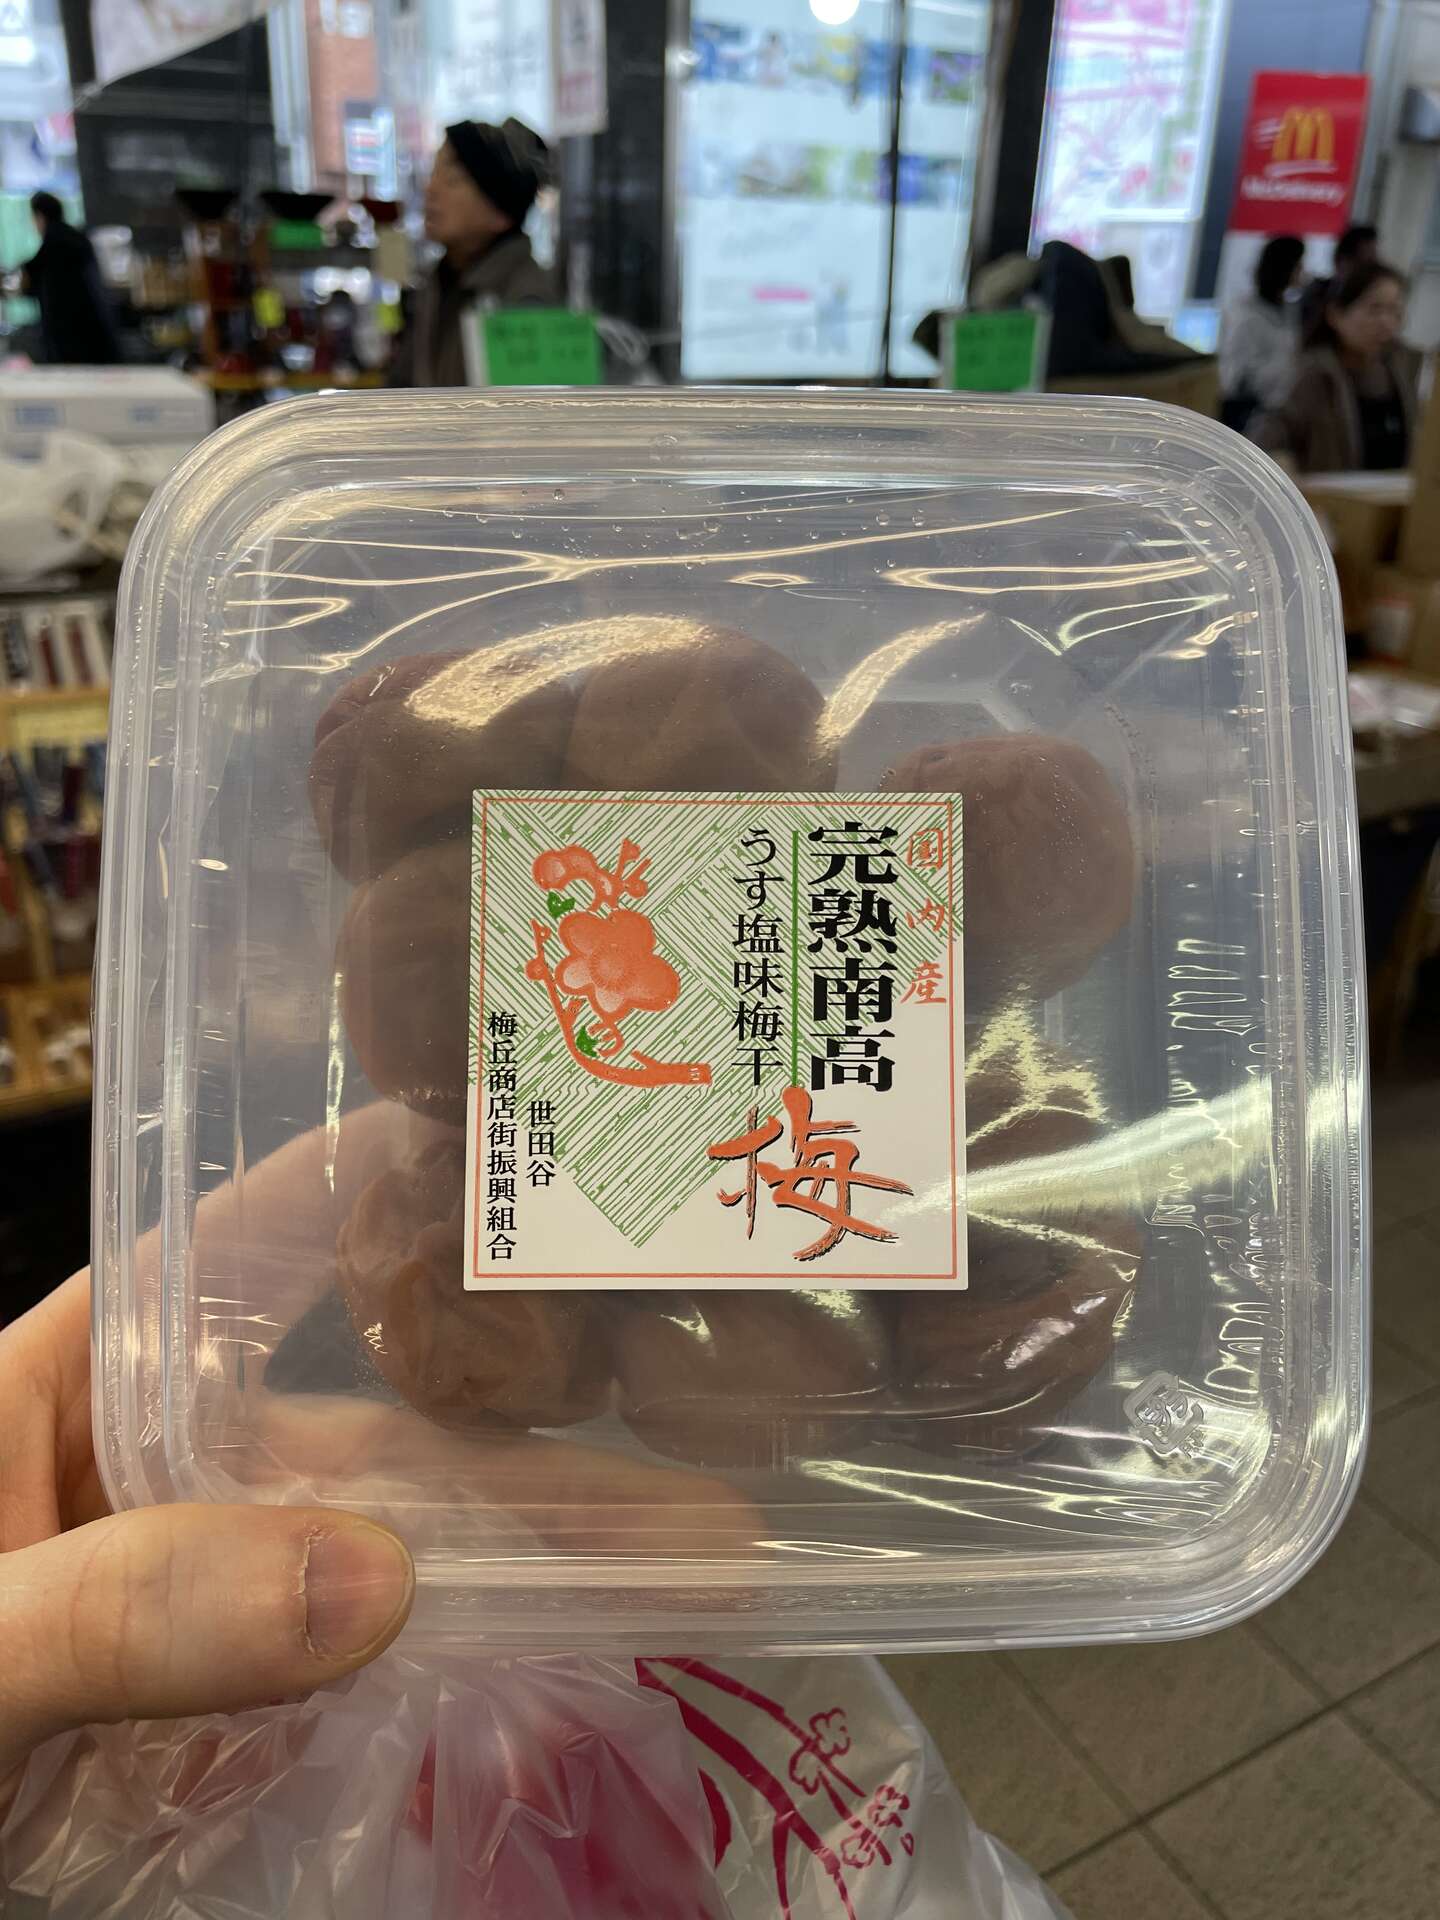 国内産
完熟南高
梅
うす塩味梅干
世田谷
梅丘商店街振興組合
McDelivery